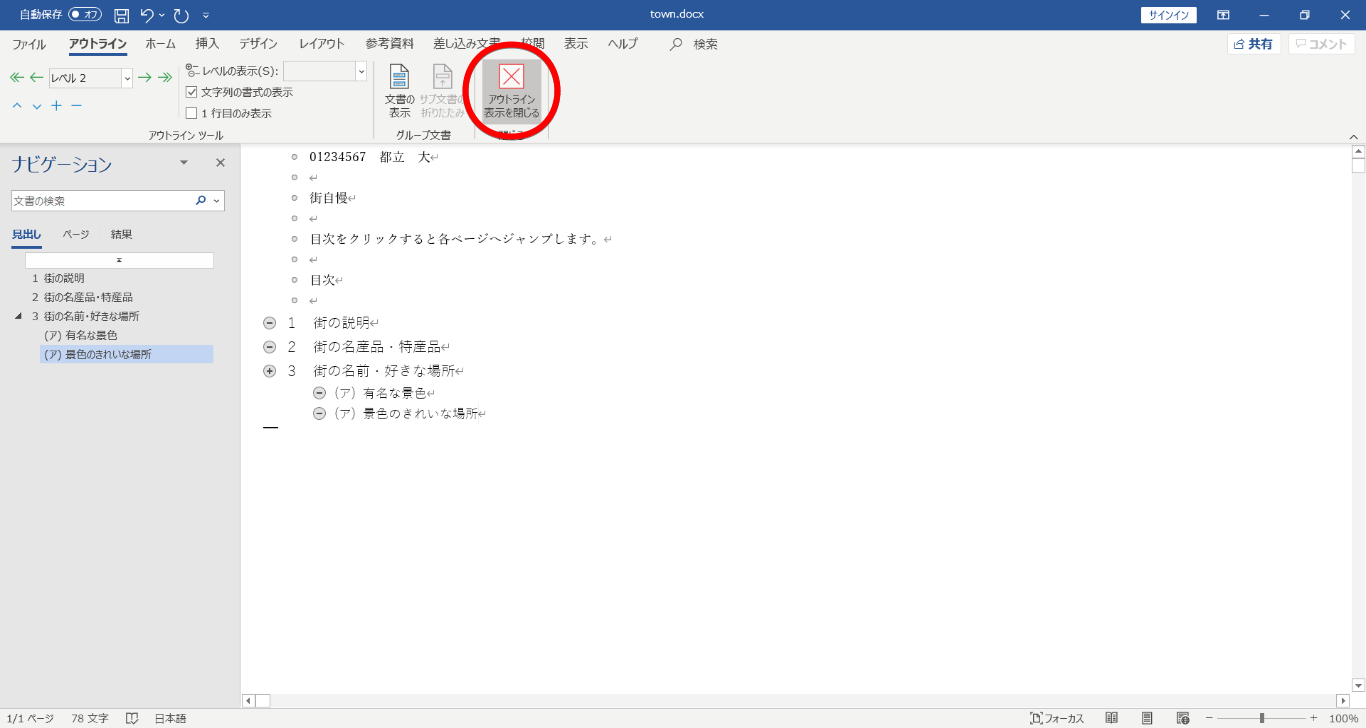 自動保存 オフ
town.docx
サインイン
ファイル アウトライン ホーム 挿入 デザイン レイアウト 参考資料 差し込み文書 校閲 表示 ヘルプ 検索
共有 コメント
レベル 2
レベルの表示(S):
文字列の書式の表示
1 行目のみ表示
アウトライン ツール
文書の
表示
サブ文書の
折りたたみ
グループ文書
アウトライン
表示を閉じる
ナビゲーション
文書の検索
見出し ページ 結果
1 街の説明
2 街の名産品・特産品
3 街の名前・好きな場所
(ア) 有名な景色
(ア) 景色のきれいな場所
01234567 都立 大↵
↵
街自慢↵
↵
目次をクリックすると各ページへジャンプします。↵
↵
目次↵
↵
1 街の説明↵
2 街の名産品・特産品↵
3 街の名前・好きな場所↵
(ア) 有名な景色↵
(ア) 景色のきれいな場所↵
1/1 ページ 78 文字 日本語
フォーカス
100%